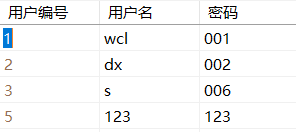 用户编号 用户名 密码
1 wcl 001
2 dx 002
3 s 006
5 123 123